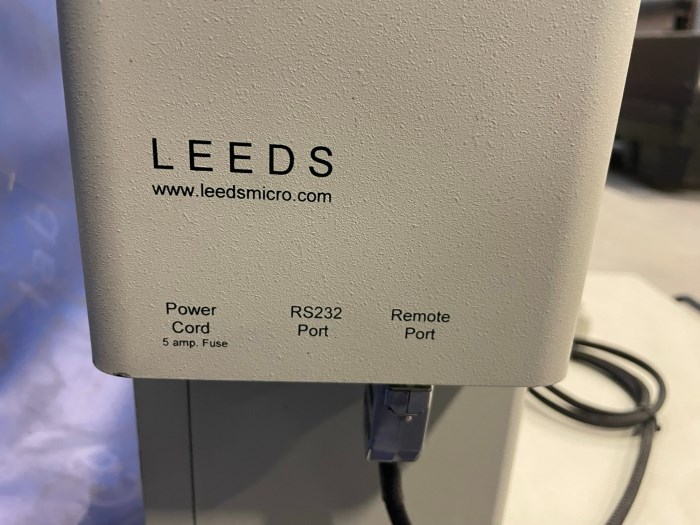 LEEDS
www.leedsmicro.com
Power
Cord
5 amp. Fuse
RS232
Port
Remote
Port